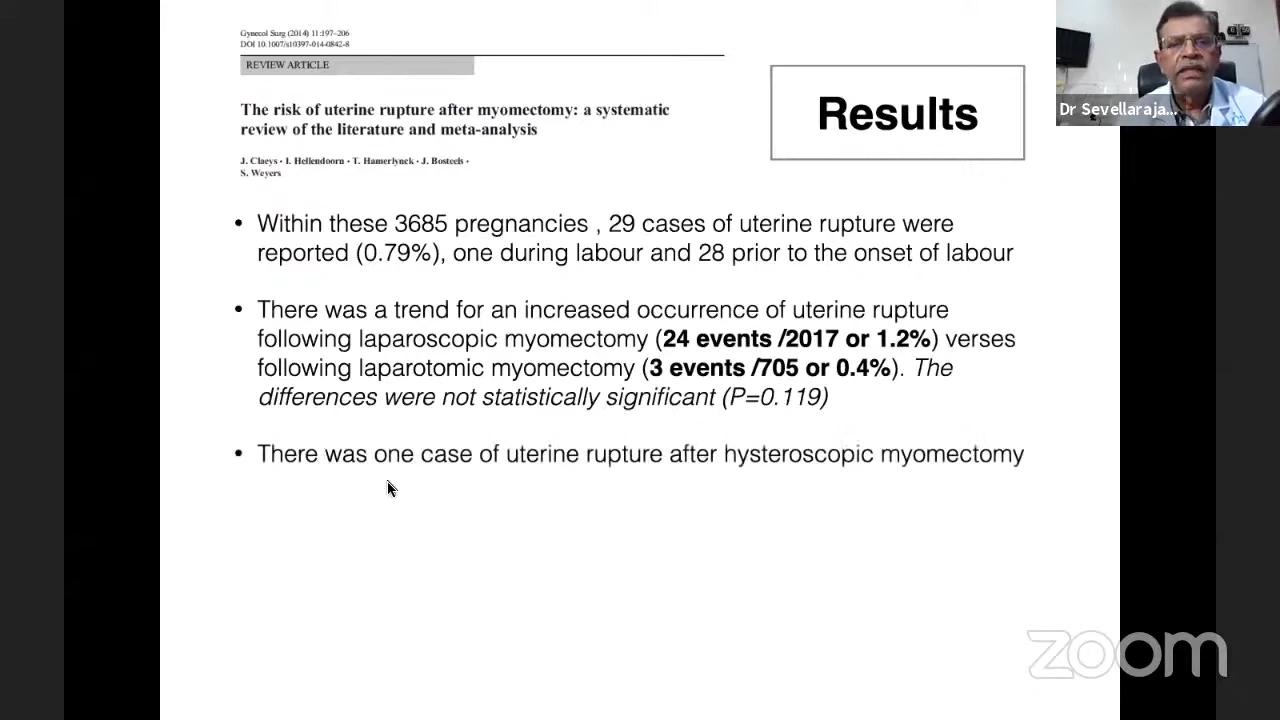 Gynecol Surg (2014) 11:197–206
DOI 10.1007/s10397-014-0842-8
REVIEW ARTICLE
The risk of uterine rupture after myomectomy: a systematic
review of the literature and meta-analysis
J. Claeys · I. Hellendoorn · T. Hamerlynck · J. Bosteels ·
S. Weyers
Results
Dr Sevellaraja...
• Within these 3685 pregnancies , 29 cases of uterine rupture were
reported (0.79%), one during labour and 28 prior to the onset of labour
• There was a trend for an increased occurrence of uterine rupture
following laparoscopic myomectomy (24 events /2017 or 1.2%) verses
following laparotomic myomectomy (3 events /705 or 0.4%). The
differences were not statistically significant (P=0.119)
• There was one case of uterine rupture after hysteroscopic myomectomy
zoom